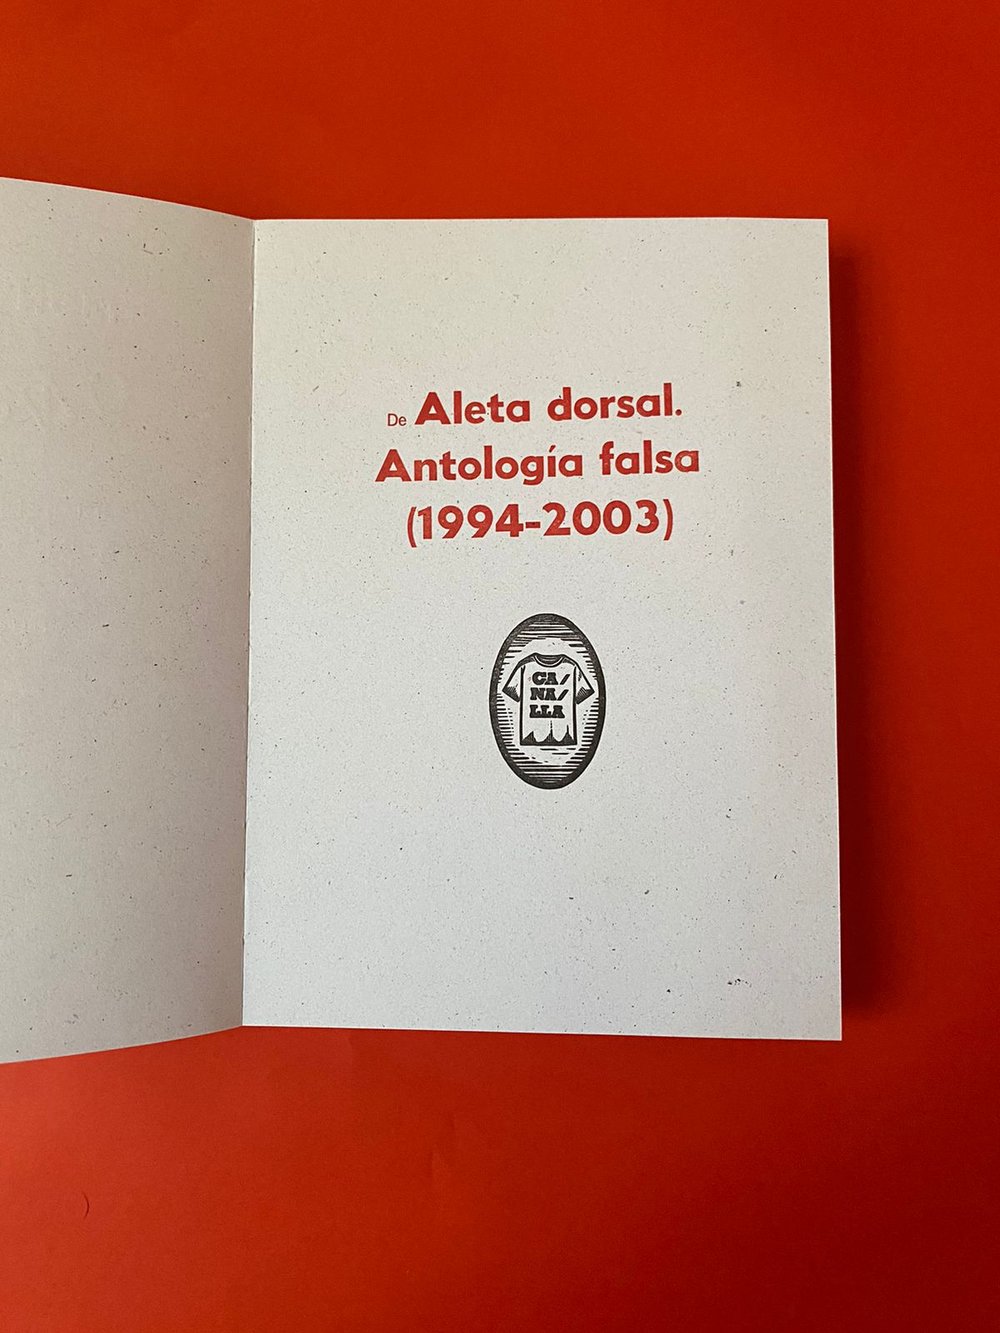 De Aleta dorsal.
Antología falsa
(1994-2003)
CA/
NA/
LLA